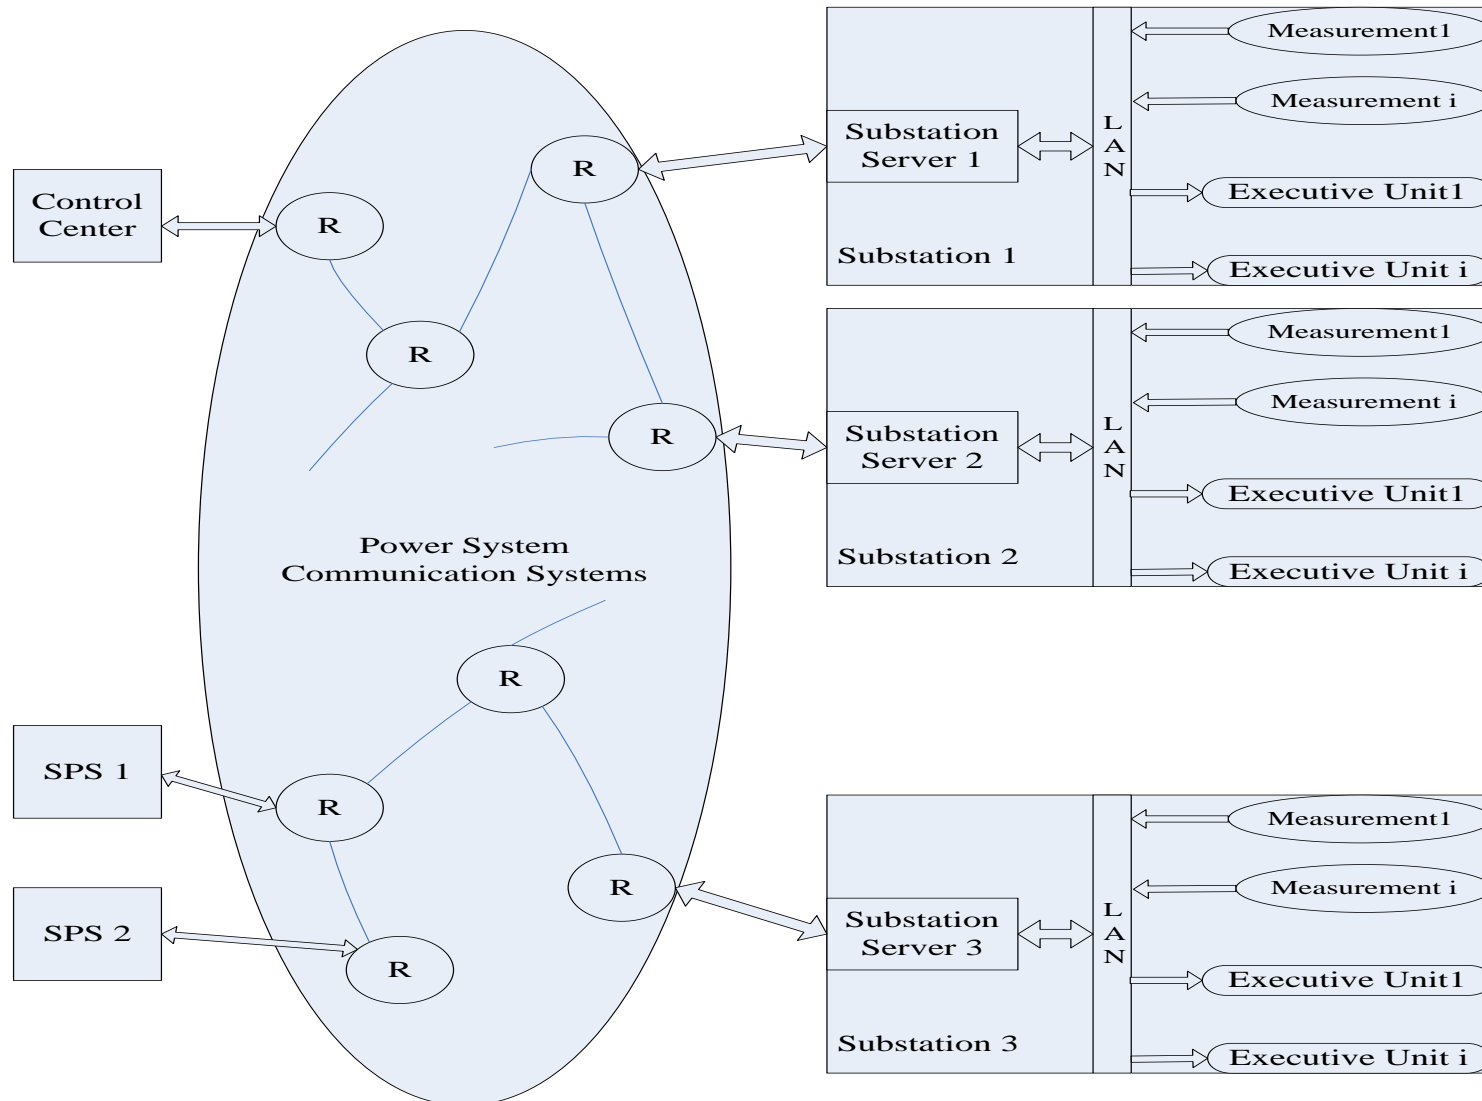 Control
Center
R
R
R
R
Power System
Communication Systems
R
R
R
R
SPS 1
SPS 2
Substation
Server 1
Substation 1
L
A
N
Measurement1
Measurement i
Executive Unit1
Executive Unit i
Substation
Server 2
Substation 2
L
A
N
Measurement1
Measurement i
Executive Unit1
Executive Unit i
Substation
Server 3
Substation 3
L
A
N
Measurement1
Measurement i
Executive Unit1
Executive Unit i